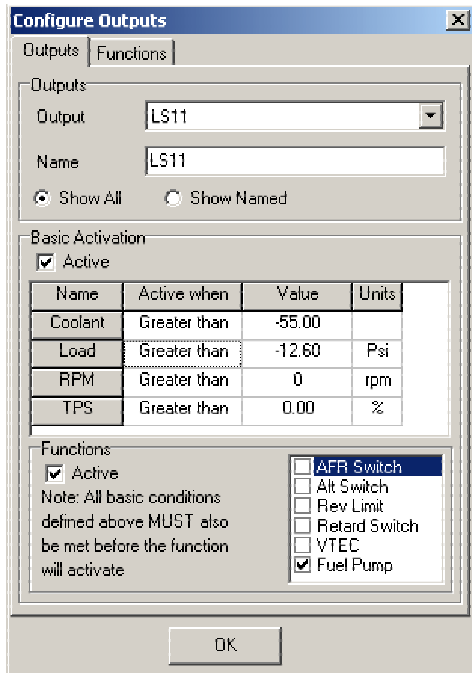 Configure Outputs
Outputs Functions
Outputs
Output LS11
Name LS11
Show All Show Named
Basic Activation
Active
Name Active when Value Units
Coolant Greater than -55.00
Load Greater than -12.60 Psi
RPM Greater than 0 rpm
TPS Greater than 0.00 %
Functions
Active
Note: All basic conditions
defined above MUST also
be met before the function
will activate
AFR Switch
Alt Switch
Rev Limit
Retard Switch
VTEC
Fuel Pump
OK